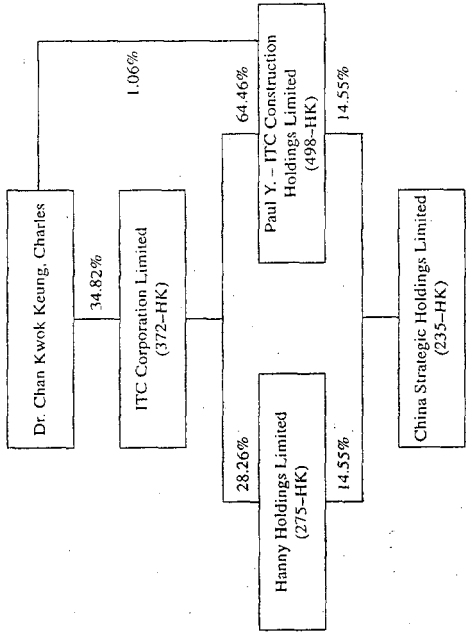 Dr. Chan Kwok Keung, Charles
34.82%
1.06%
ITC Corporation Limited
(372–HK)
28.26%
64.46%
Hanny Holdings Limited
(275–HK)
Paul Y. – ITC Construction
Holdings Limited
(498–HK)
14.55%
14.55%
China Strategic Holdings Limited
(235–HK)